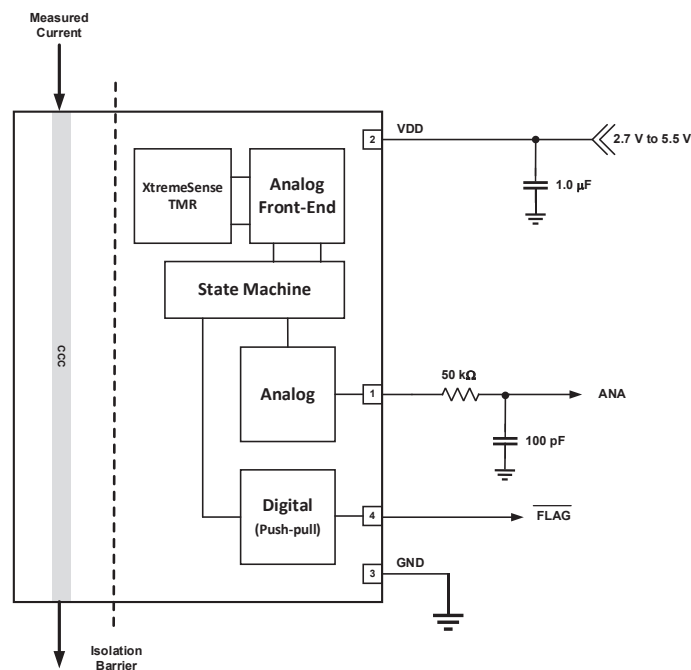 Measured
Current
2
VDD
2.7 V to 5.5 V
1.0 µF
XtremeSense
TMR
Analog
Front-End
State Machine
CCC
Analog
1
50 kΩ
ANA
100 pF
Digital
(Push-pull)
4
FLAG
3
GND
Isolation
Barrier